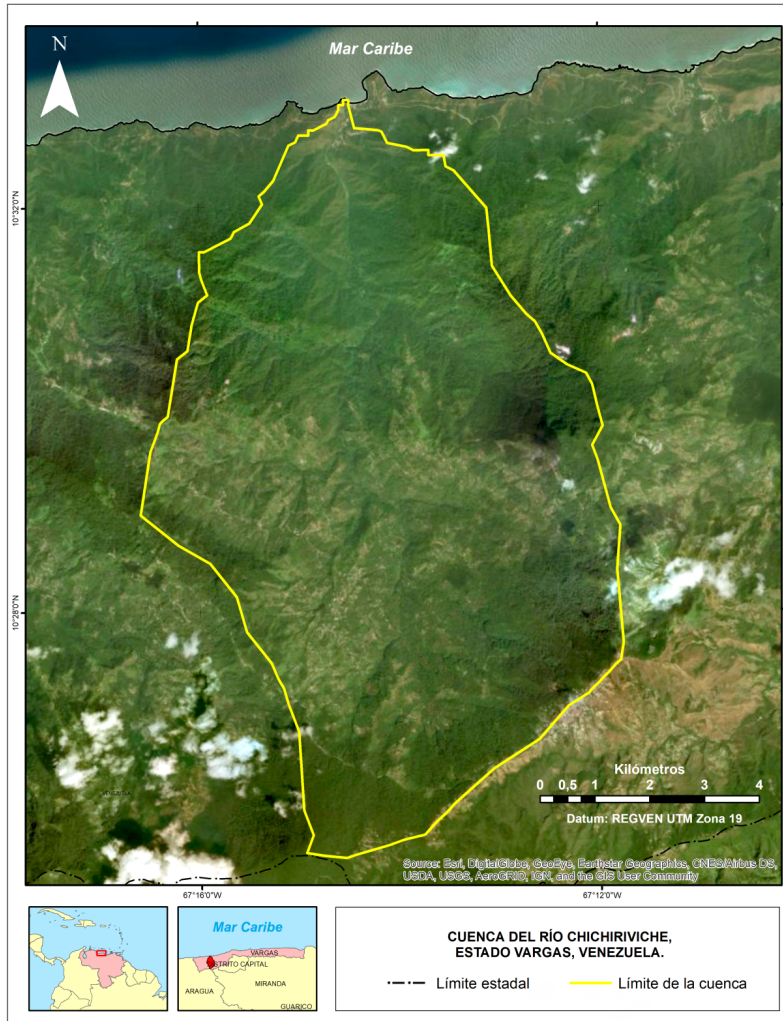 N
Mar Caribe
10°32'0"N
10°28'0"N
VENEZUELA
Kilómetros
0 0,5 1 2 3 4
Datum: REGVEN UTM Zona 19
Source: Esri, DigitalGlobe, GeoEye, Earthstar Geographics, CNES/Airbus DS,
USDA, USGS, AeroGRID, IGN, and the GIS User Community
67°16'0"W
67°12'0"W
Mar Caribe
VARGAS
DISTRITO CAPITAL
MIRANDA
ARAGUA
GUARICO
CUENCA DEL RÍO CHICHIRIVICHE,
ESTADO VARGAS, VENEZUELA.
Límite estadal
Límite de la cuenca